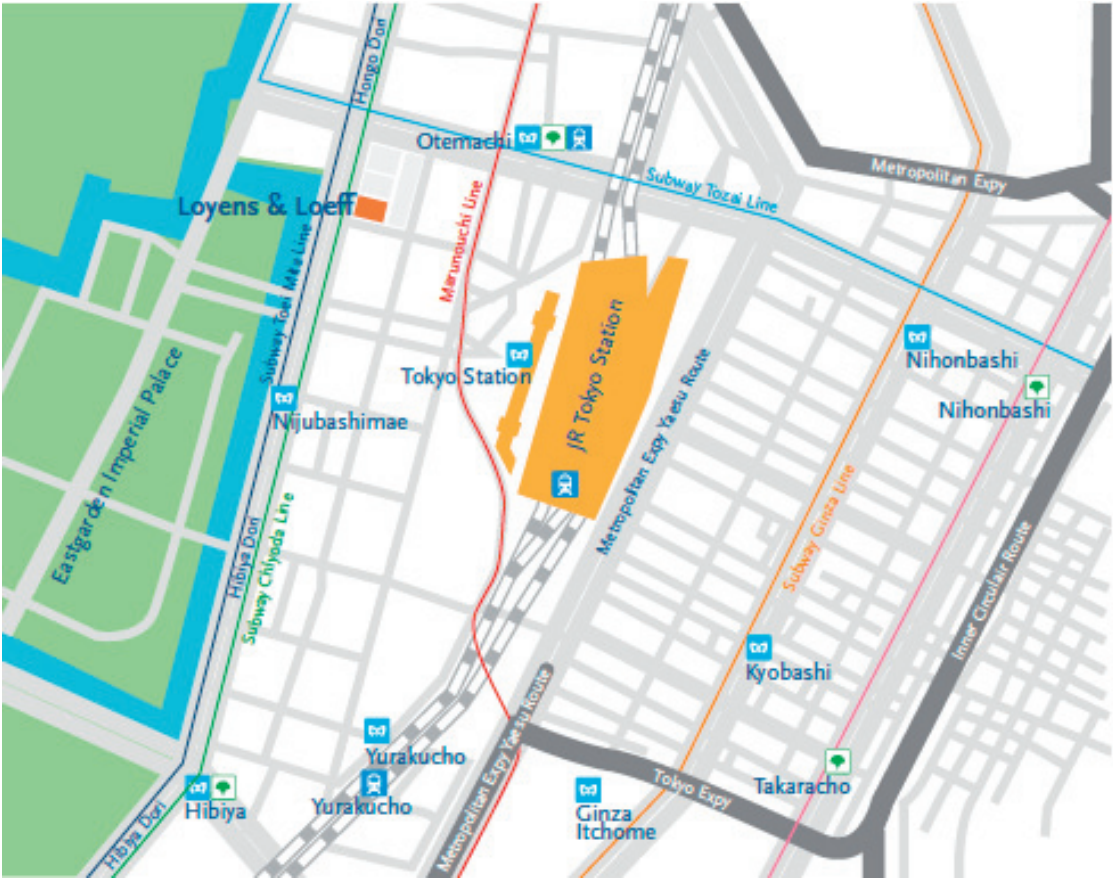 Hongo Dori
Otemachi
Metropolitan Expy
Subway Tozai Line
Loyens & Loeff
Marunouchi Line
Subway Toei Mita Line
JR Tokyo Station
Nihonbashi
Tokyo Station
Nihonbashi
Nijubashimae
Eastgarden Imperial Palace
Metropolitan Expy Yaesu Route
Subway Ginza Line
Hibiya Dori
Subway Chiyoda Line
Inner Circulair Route
Kyobashi
Yurakucho
Metropolitan Expy Yaesu Route
Tokyo Expy
Takaracho
Yurakucho
Hibiya
Ginza
Itchome
Hibiya Dori